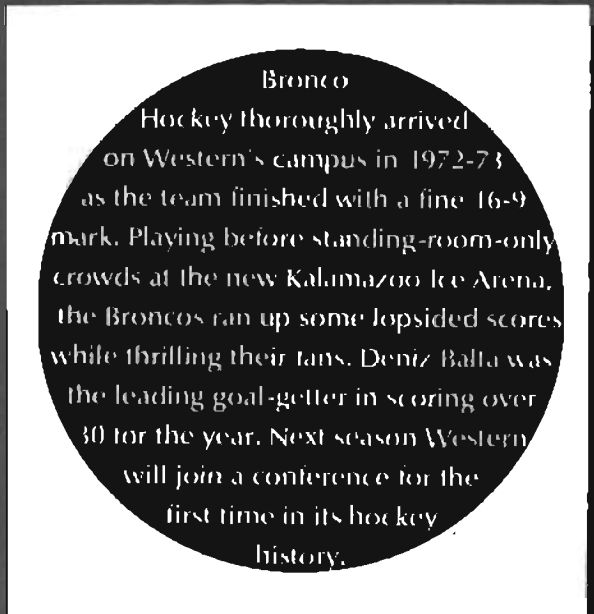 Bronco
Hockey thoroughly arrived
on Western's campus in 1972-73
as the team finished with a fine 16-9
mark. Playing before standing-room-only
crowds at the new Kalamazoo Ice Arena,
the Broncos ran up some lopsided scores
while thrilling their fans. Deniz Balta was
the leading goal-getter in scoring over
30 for the year. Next season Western
will join a conference for the
first time in its hockey
history.